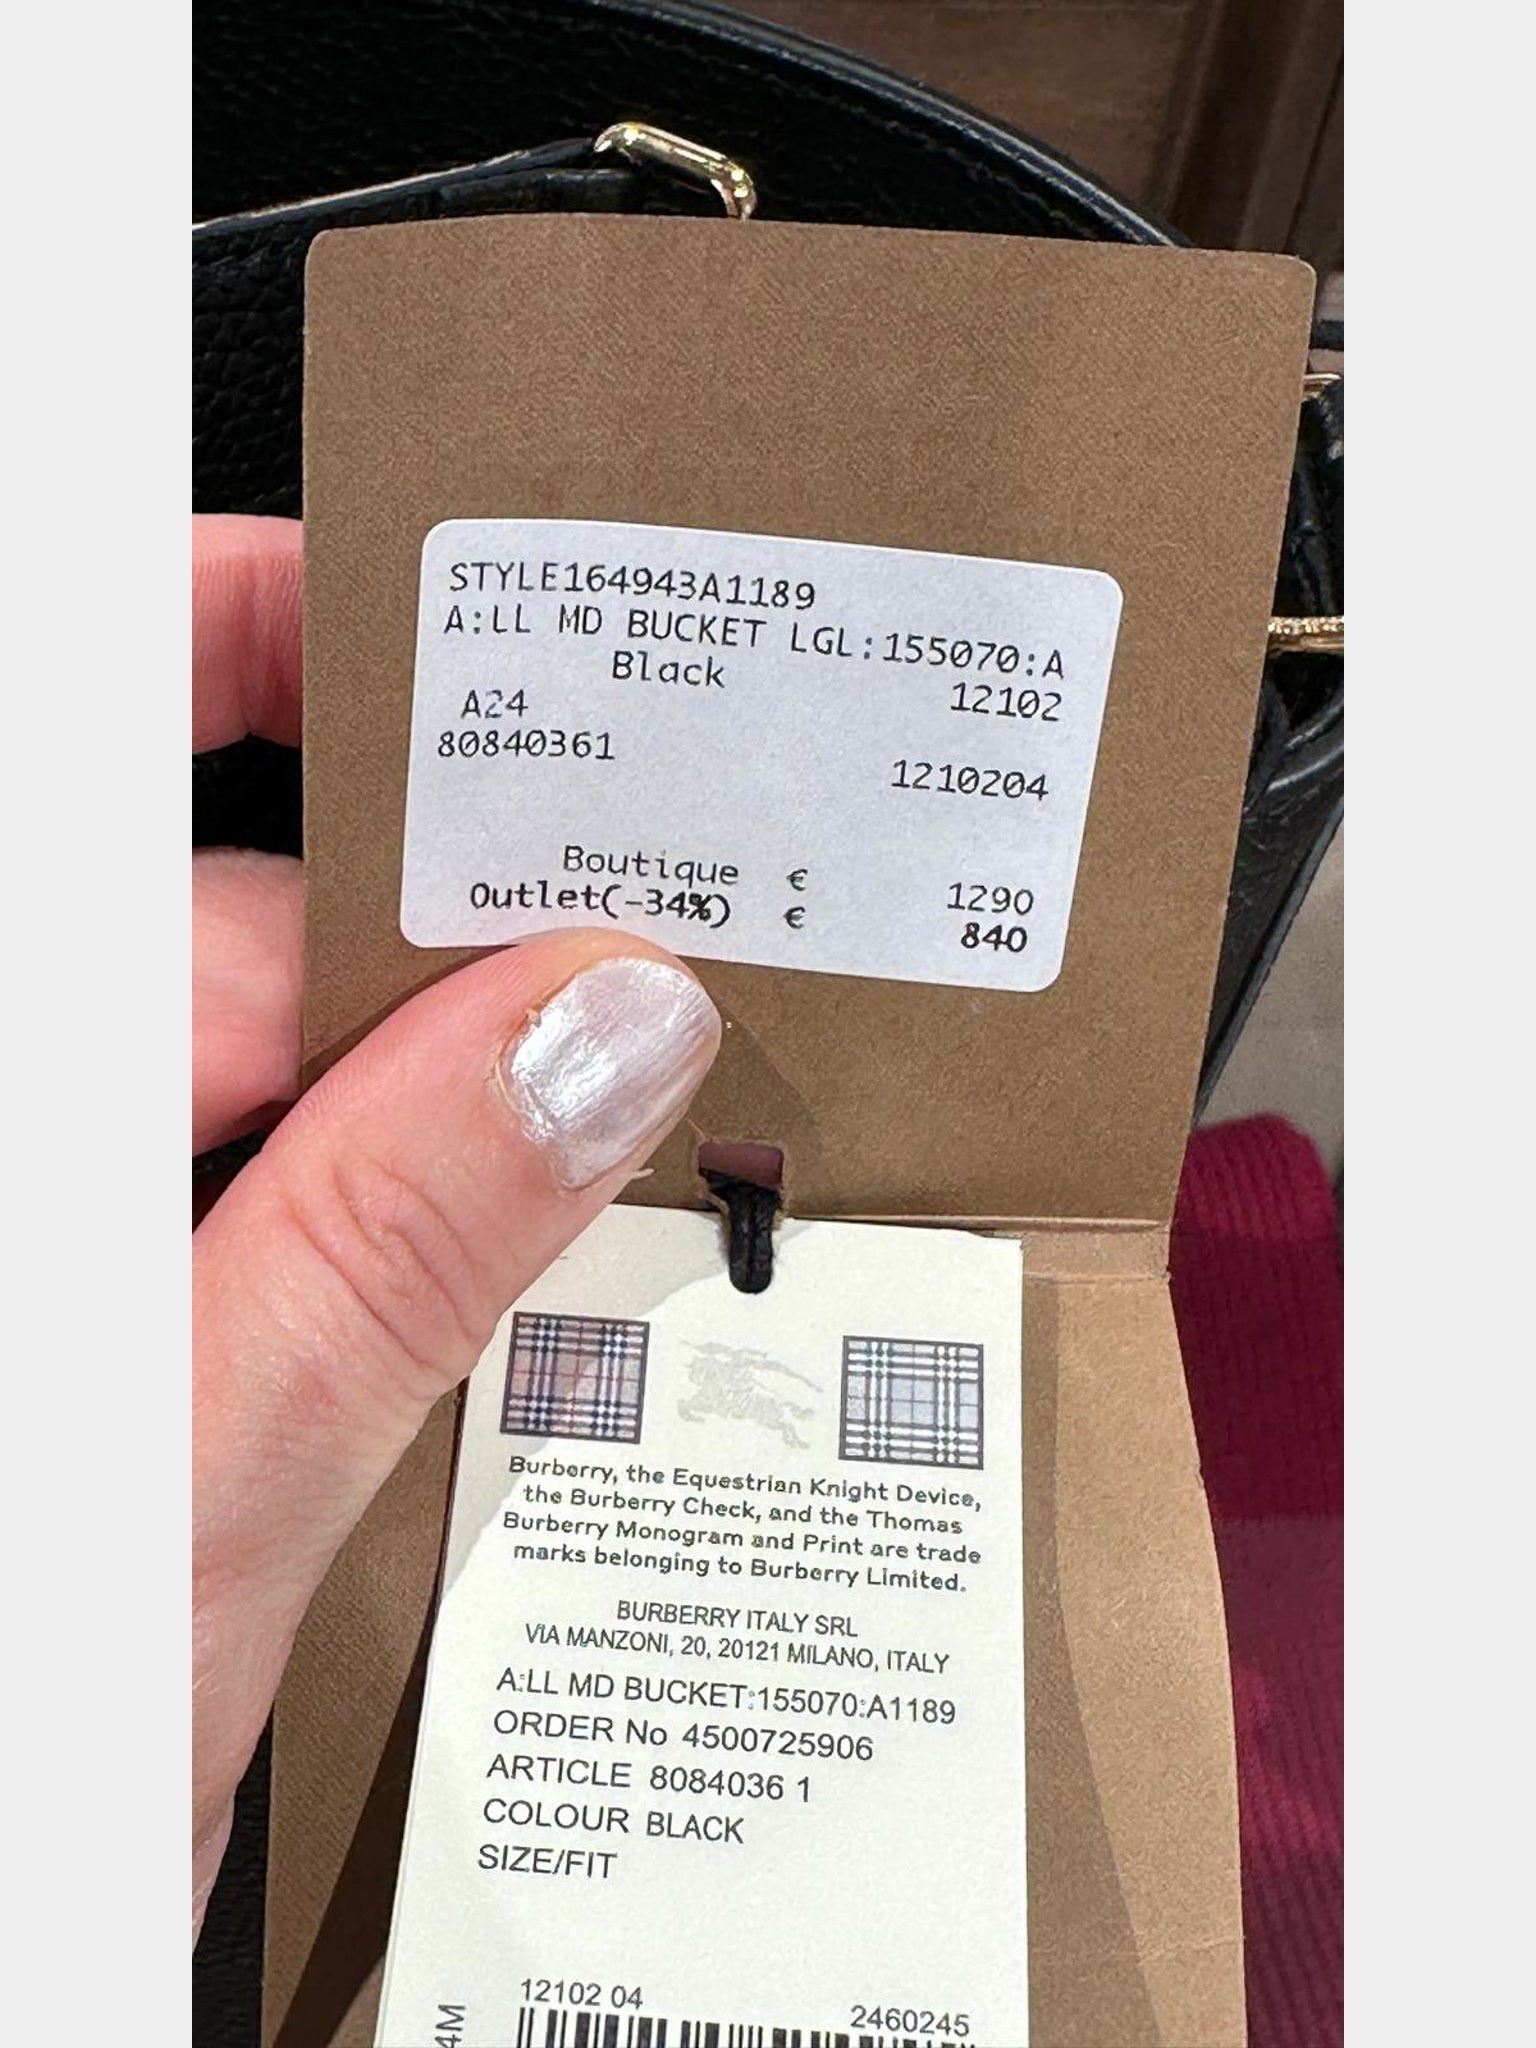 STYLE164943A1189
A:LL MD BUCKET LGL:155070:A
Black 12102
A24
80840361 1210204
Boutique € 1290
Outlet(-34%) € 840
Burberry, the Equestrian Knight Device,
the Burberry Check, and the Thomas
Burberry Monogram and Print are trade
marks belonging to Burberry Limited.
BURBERRY ITALY SRL
VIA MANZONI, 20, 20121 MILANO, ITALY
A:LL MD BUCKET:155070:A1189
ORDER No 4500725906
ARTICLE 8084036 1
COLOUR BLACK
SIZE/FIT
12102 04 2460245